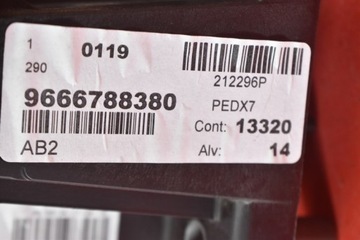 1 0119
290
212296P
9666788380 PEDX7
Cont: 13320
AB2 Alv: 14